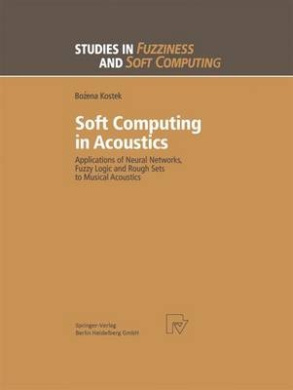 STUDIES IN FUZZINESS
AND SOFT COMPUTING
Bożena Kostek
Soft Computing
in Acoustics
Applications of Neural Networks,
Fuzzy Logic and Rough Sets
to Musical Acoustics
Springer-Verlag
Berlin Heidelberg GmbH